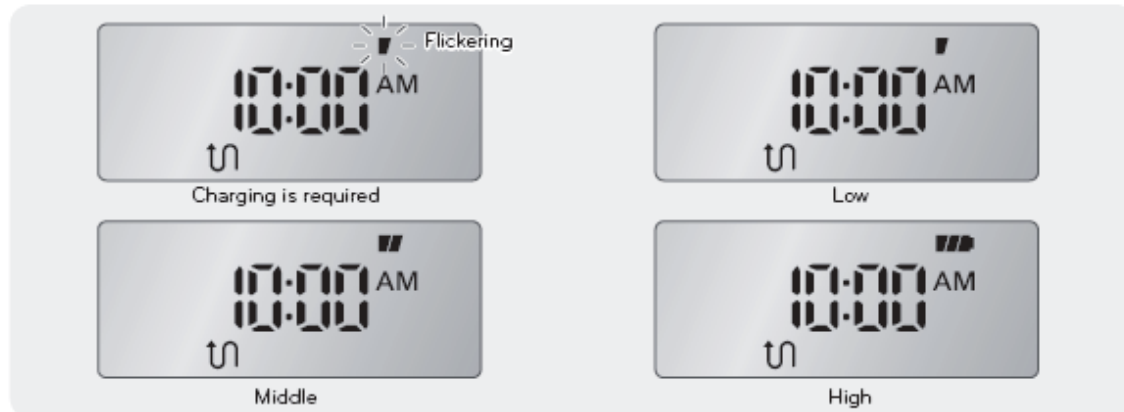 Flickering
10:00 AM
Charging is required
10:00 AM
Low
10:00 AM
Middle
10:00 AM
High